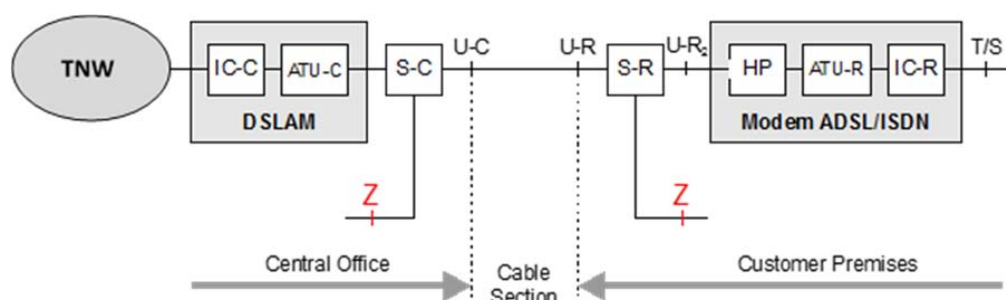 U-C U-R U-R₂ T/S
TNW IC-C ATU-C S-C S-R HP ATU-R IC-R
DSLAM Modem ADSL/ISDN
Z Z
Central Office Cable Customer Premises
Section